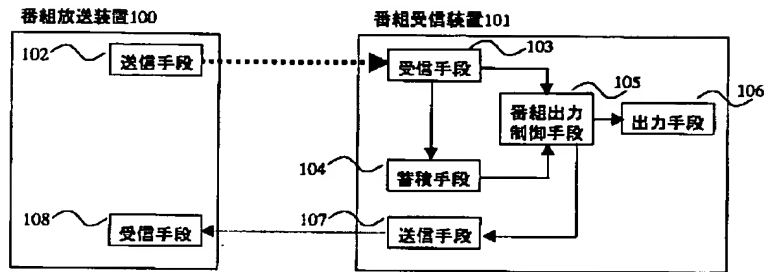 番組放送装置100
番組受信装置101
102
送信手段
受信手段
103
105
番組出力
制御手段
106
出力手段
104
蓄積手段
108
受信手段
107
送信手段